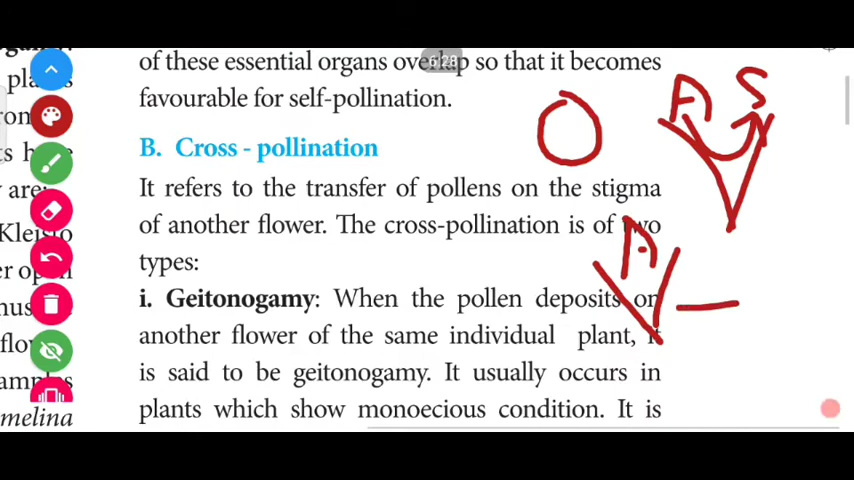 of these essential organs overlap so that it becomes
favourable for self-pollination.
B. Cross - pollination
It refers to the transfer of pollens on the stigma
of another flower. The cross-pollination is of two
types:
i. Geitonogamy: When the pollen deposits on
another flower of the same individual plant, it
is said to be geitonogamy. It usually occurs in
plants which show monoecious condition. It is
6:28
A S
A
Kleisto
melina